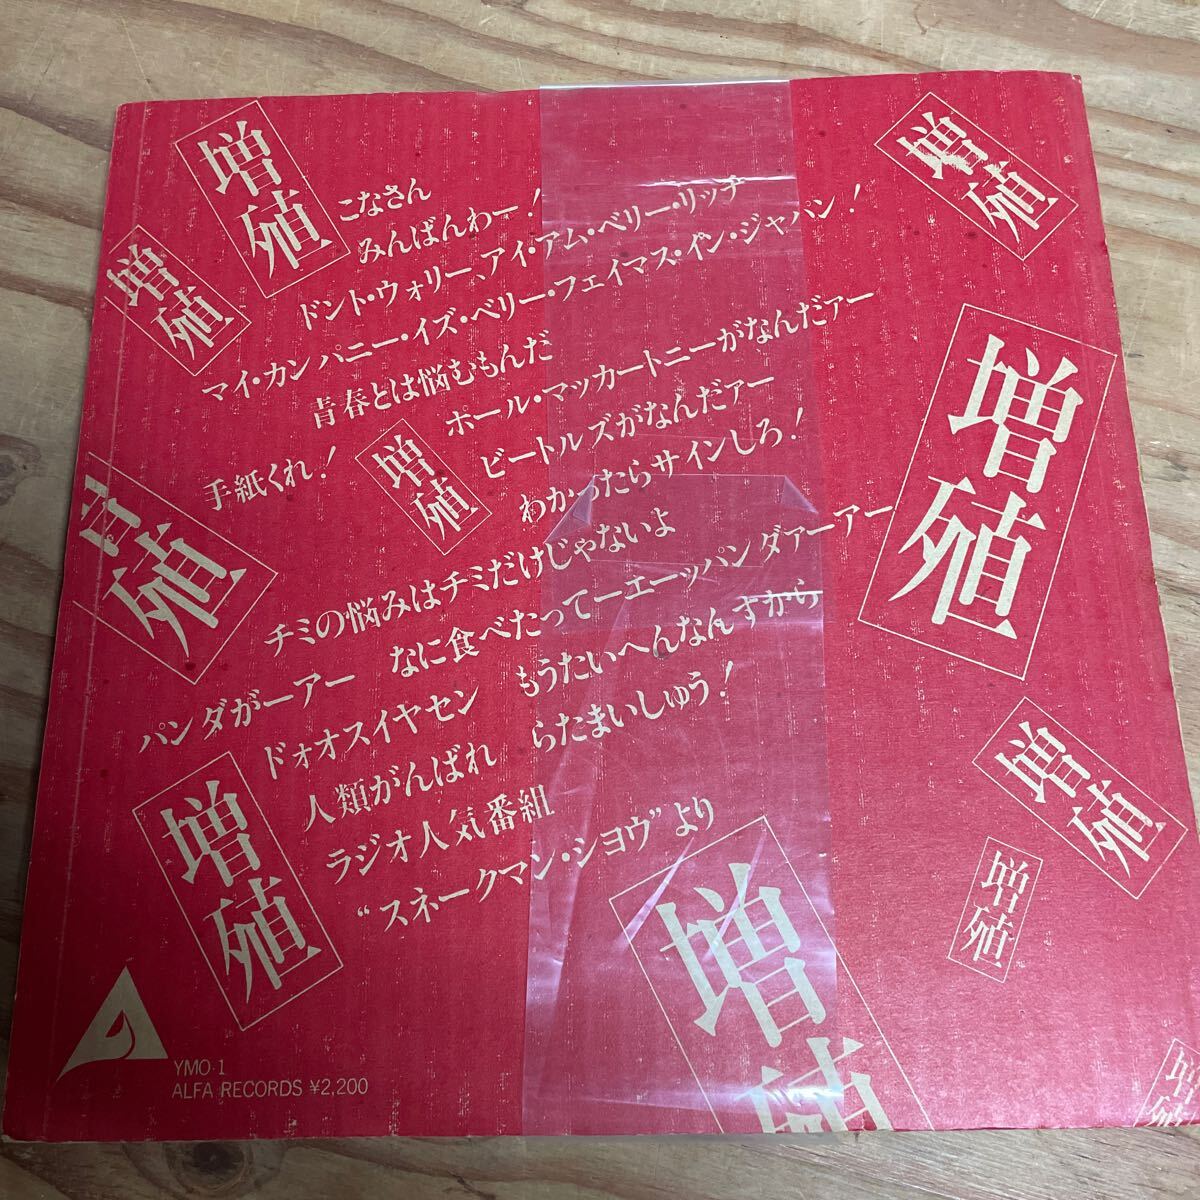 増殖
増殖
増殖
こなさん
みんばんわー!
ドント・ウォリー、アイ・アム・ベリー・リッチ
マイ・カンパニー・イズ・ベリー・フェイマス・イン・ジャパン!
青春とは悩むもんだ
ポール・マッカートニーがなんだァー
手紙くれ!
増殖
ビートルズがなんだァー
わかったらサインしろ!
増殖
殖
チミの悩みはチミだけじゃないよ
なに食べたってーエーッパンダァーアー
パンダがーアー
もうたいへんなんすから
ドォオスイヤセン
らたまいしゅう!
人類がんばれ
ラジオ人気番組
“スネークマン・ショウ”より
増殖
増殖
増殖
増殖
増殖
YMO-1
ALFA RECORDS ¥2,200